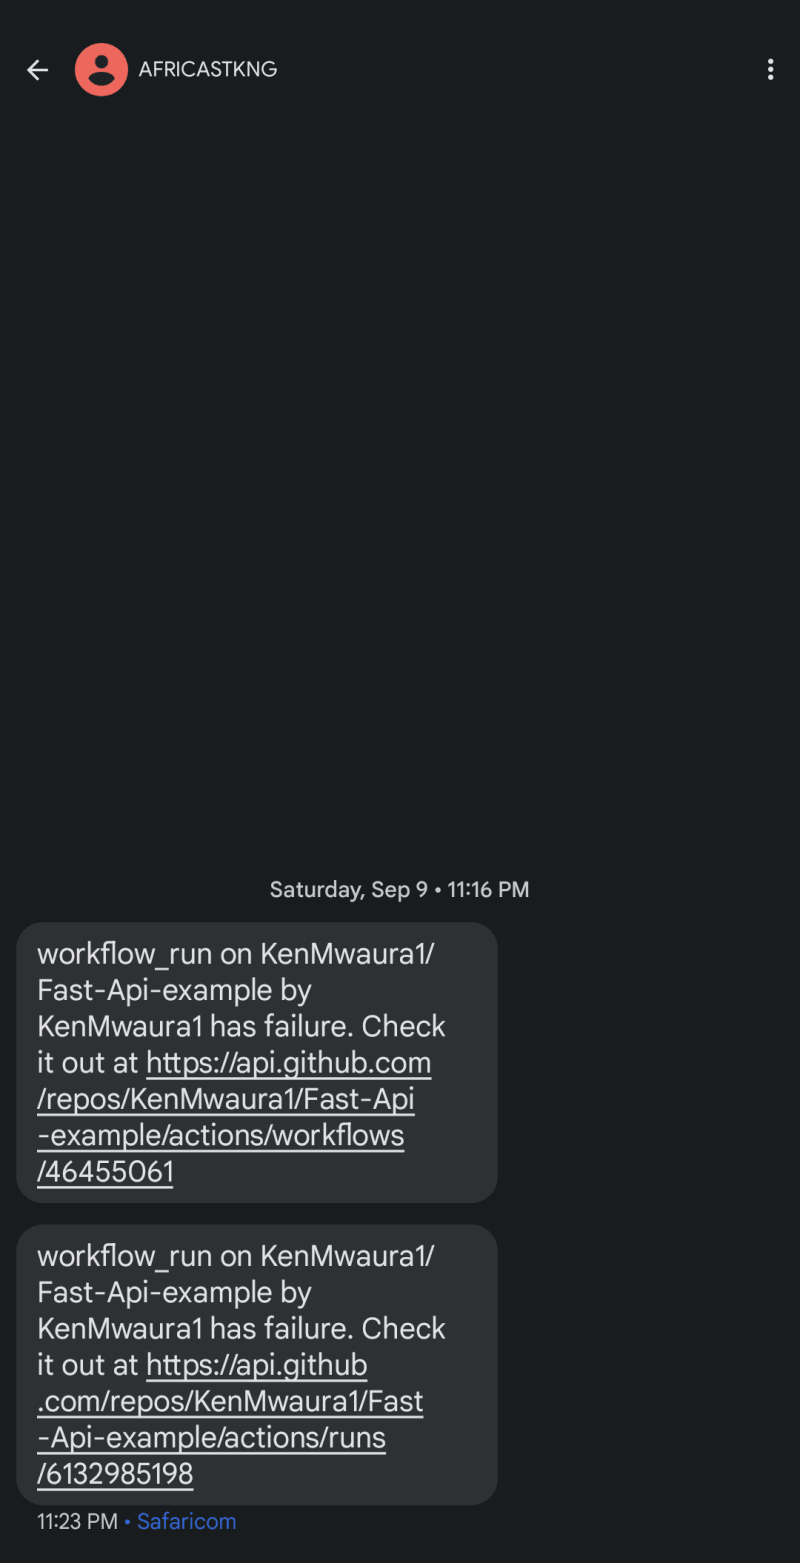 AFRICASTKNG
Saturday, Sep 9 • 11:16 PM
workflow_run on KenMwaura1/
Fast-Api-example by
KenMwaura1 has failure. Check
it out at https://api.github.com
/repos/KenMwaura1/Fast-Api
-example/actions/workflows
/46455061
workflow_run on KenMwaura1/
Fast-Api-example by
KenMwaura1 has failure. Check
it out at https://api.github
.com/repos/KenMwaura1/Fast
-Api-example/actions/runs
/6132985198
11:23 PM • Safaricom